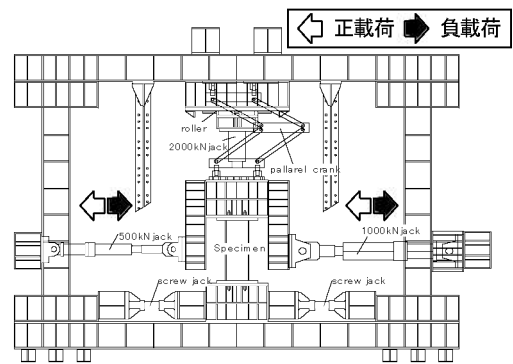 正載荷 負載荷
roller
2000kNjack
pallarel crank
500kNjack
1000kNjack
Specimen
screw jack
screw jack